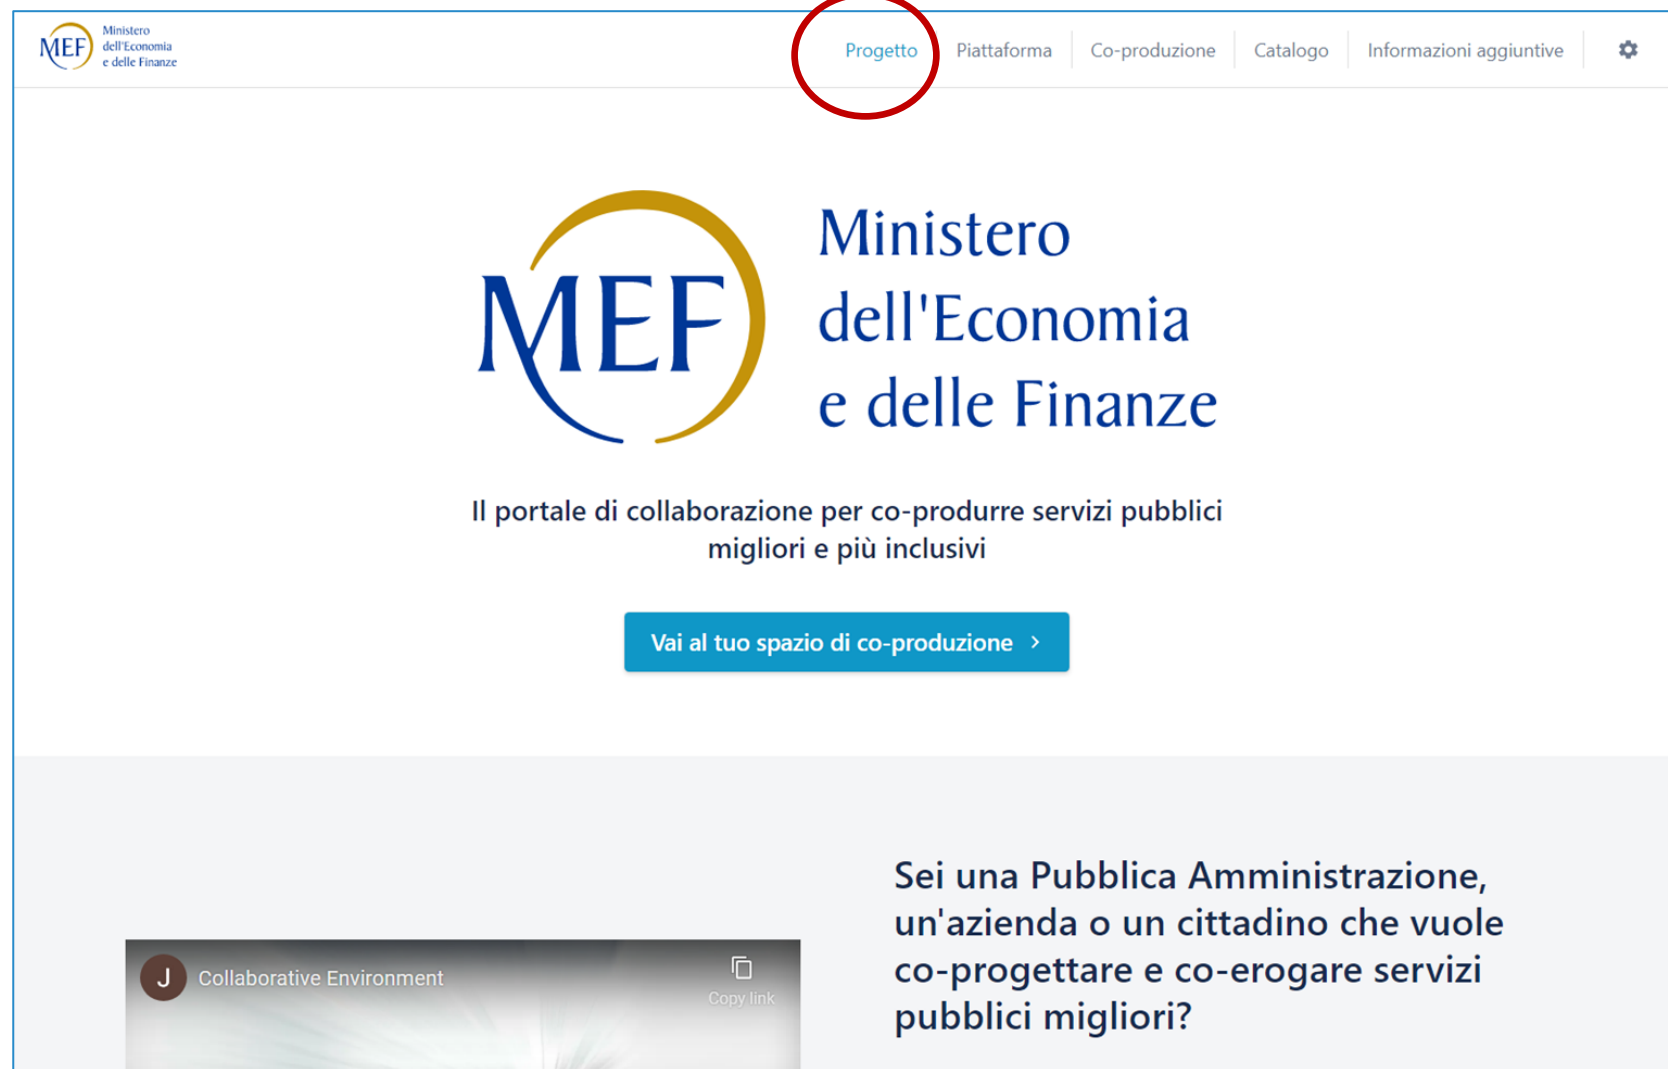 MEF
Ministero
dell'Economia
e delle Finanze
Progetto
Piattaforma
Co-produzione
Catalogo
Informazioni aggiuntive
MEF
Ministero
dell'Economia
e delle Finanze
Il portale di collaborazione per co-produrre servizi pubblici
migliori e più inclusivi
Vai al tuo spazio di co-produzione
Sei una Pubblica Amministrazione,
un'azienda o un cittadino che vuole
co-progettare e co-erogare servizi
pubblici migliori?
J
Collaborative Environment
Copy link